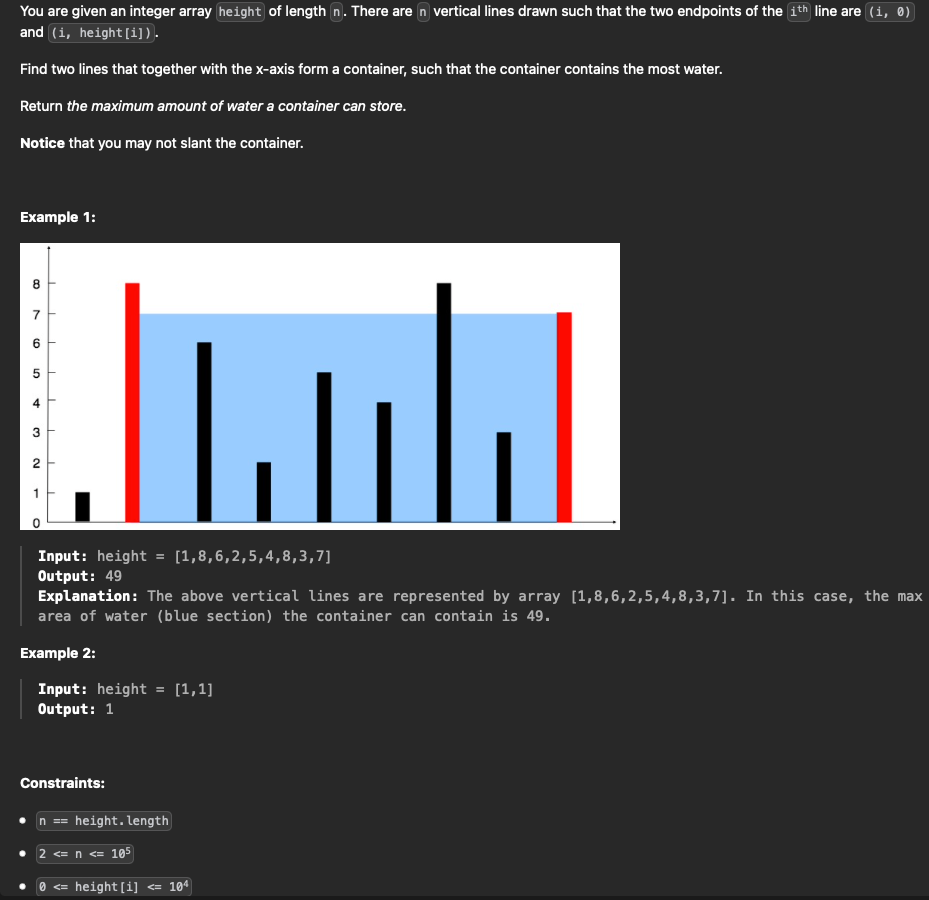 You are given an integer array height of length n. There are n vertical lines drawn such that the two endpoints of the iᵗʰ line are (i, 0)
and (i, height[i]).
Find two lines that together with the x-axis form a container, such that the container contains the most water.
Return the maximum amount of water a container can store.
Notice that you may not slant the container.
Example 1:
8
7
6
5
4
3
2
1
0
Input: height = [1,8,6,2,5,4,8,3,7]
Output: 49
Explanation: The above vertical lines are represented by array [1,8,6,2,5,4,8,3,7]. In this case, the max
area of water (blue section) the container can contain is 49.
Example 2:
Input: height = [1,1]
Output: 1
Constraints:
• n == height.length
• 2 <= n <= 10⁵
• 0 <= height[i] <= 10⁴